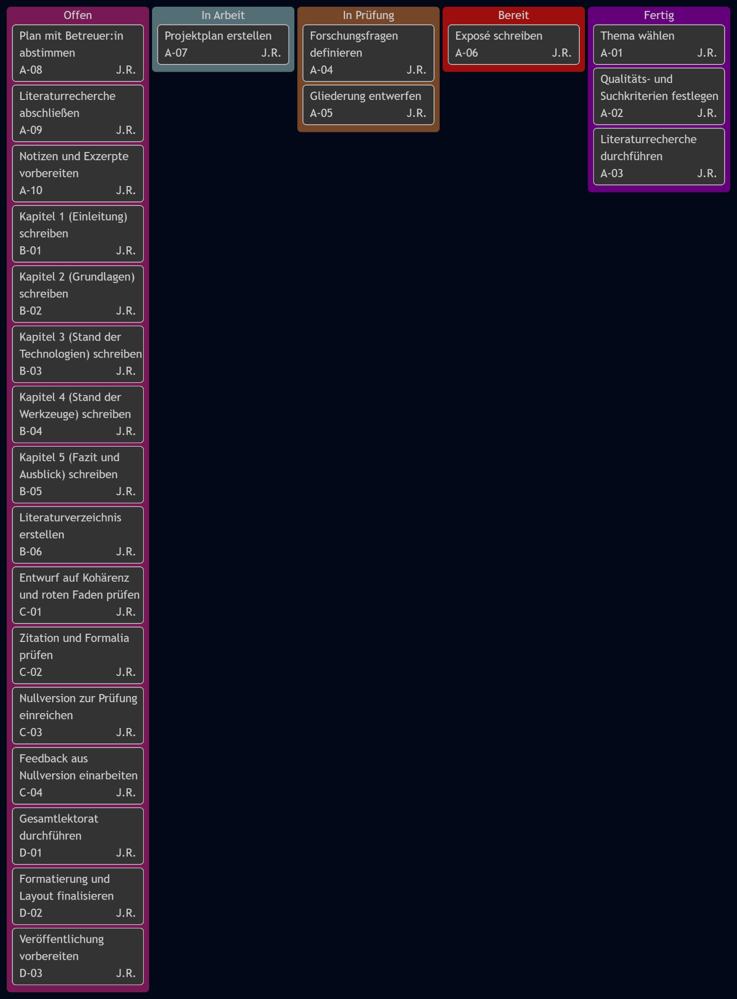 Offen
Plan mit Betreuer:in
abstimmen
A-08 J.R.
Literaturrecherche
abschließen
A-09 J.R.
Notizen und Exzerpte
vorbereiten
A-10 J.R.
Kapitel 1 (Einleitung)
schreiben
B-01 J.R.
Kapitel 2 (Grundlagen)
schreiben
B-02 J.R.
Kapitel 3 (Stand der
Technologien) schreiben
B-03 J.R.
Kapitel 4 (Stand der
Werkzeuge) schreiben
B-04 J.R.
Kapitel 5 (Fazit und
Ausblick) schreiben
B-05 J.R.
Literaturverzeichnis
erstellen
B-06 J.R.
Entwurf auf Kohärenz
und roten Faden prüfen
C-01 J.R.
Zitation und Formalia
prüfen
C-02 J.R.
Nullversion zur Prüfung
einreichen
C-03 J.R.
Feedback aus
Nullversion einarbeiten
C-04 J.R.
Gesamtlektorat
durchführen
D-01 J.R.
Formatierung und
Layout finalisieren
D-02 J.R.
Veröffentlichung
vorbereiten
D-03 J.R.
In Arbeit
Projektplan erstellen
A-07 J.R.
In Prüfung
Forschungsfragen
definieren
A-04 J.R.
Gliederung entwerfen
A-05 J.R.
Bereit
Exposé schreiben
A-06 J.R.
Fertig
Thema wählen
A-01 J.R.
Qualitäts- und
Suchkriterien festlegen
A-02 J.R.
Literaturrecherche
durchführen
A-03 J.R.